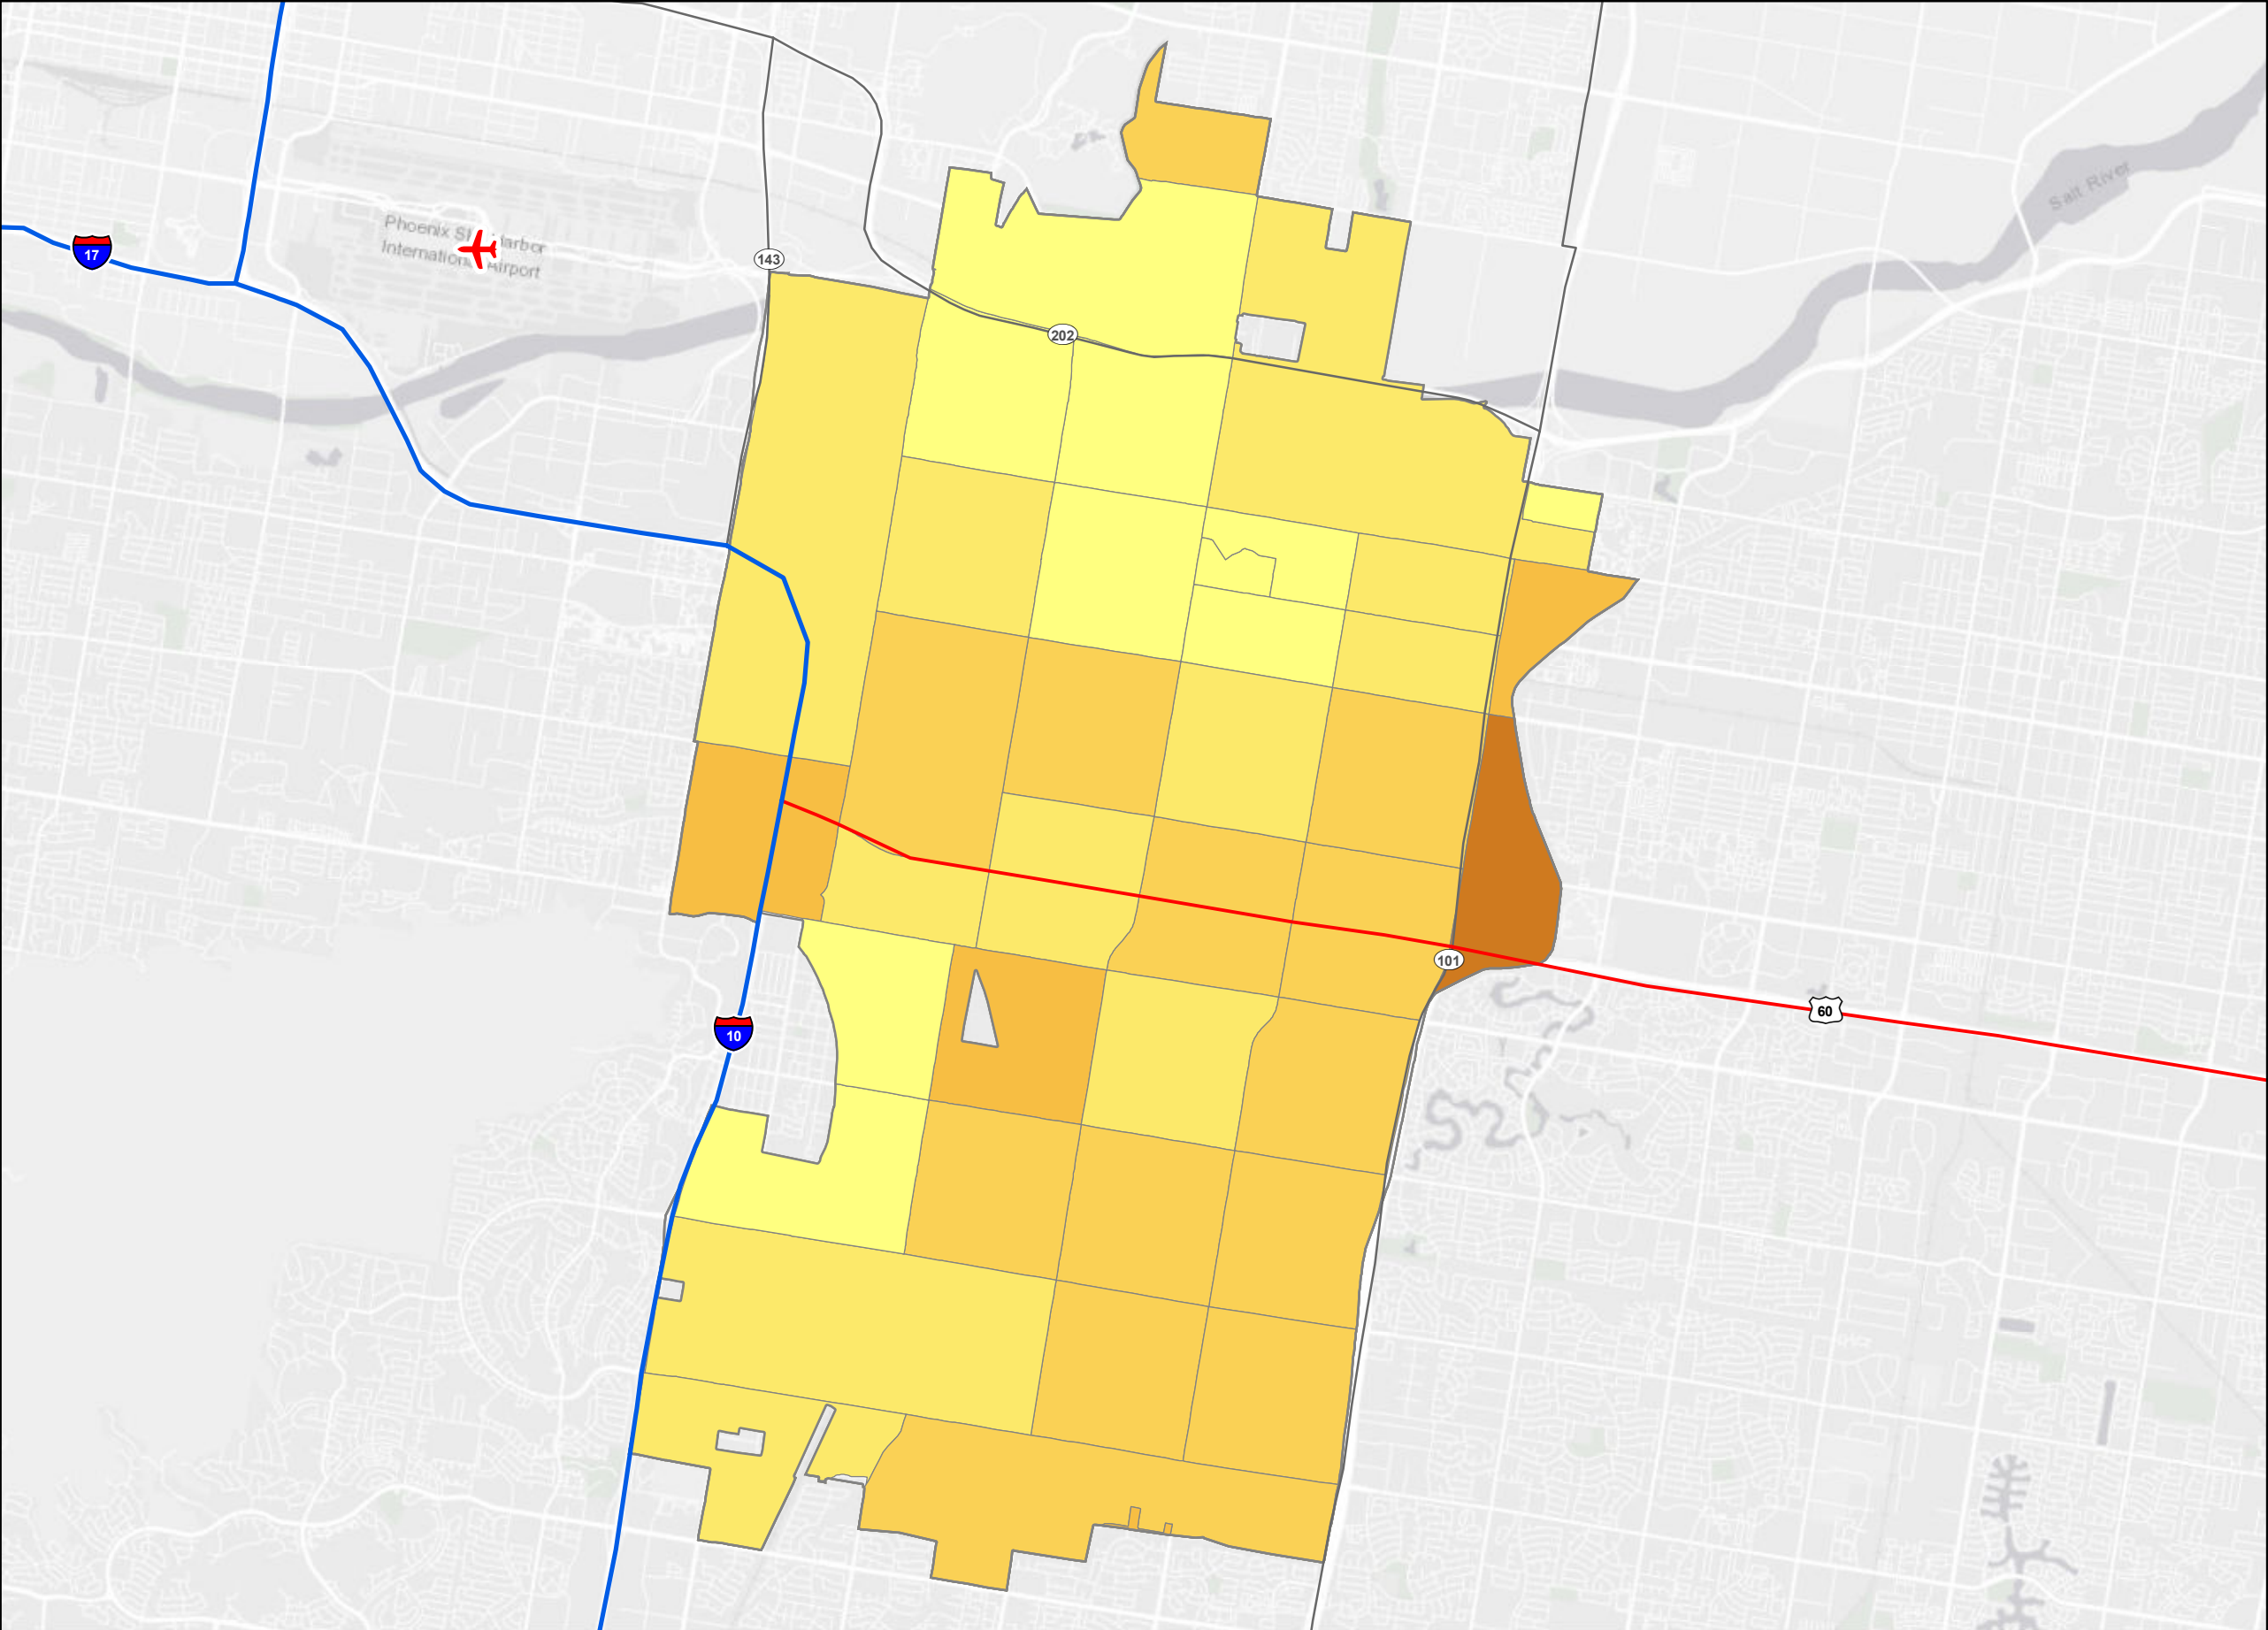 Salt River
Phoenix Sky Harbor
International Airport
17
143
202
101
60
10